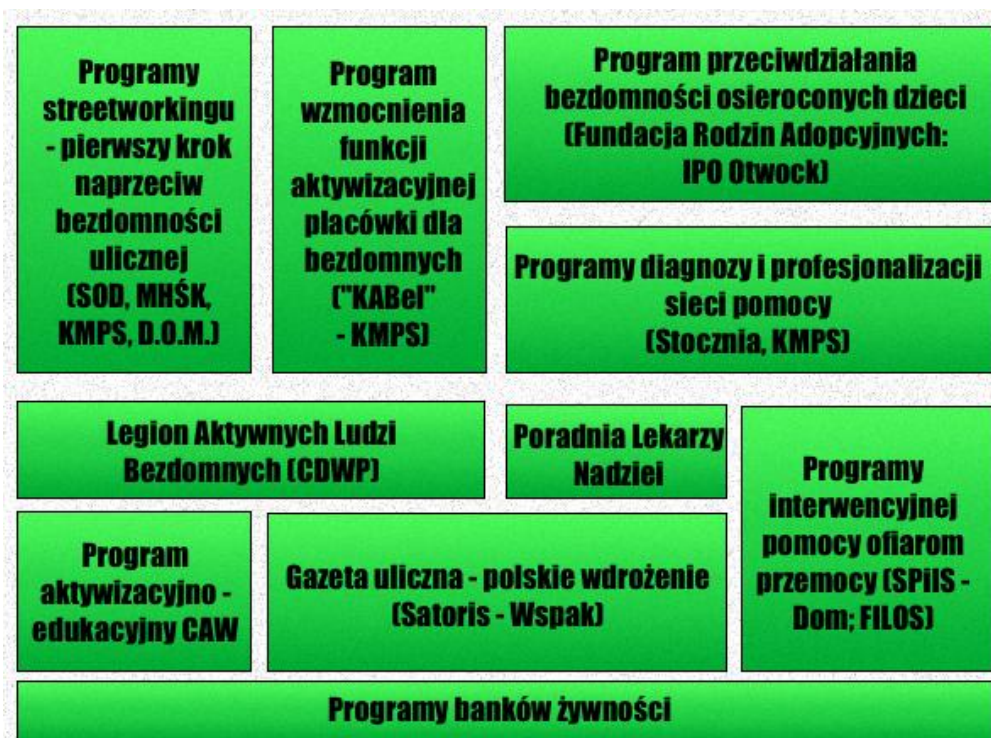 Programy
streetworkingu
- pierwszy krok
naprzeciw
bezdomności
ulicznej
(SOD, MHŚK,
KMPS, D.O.M.)
Program
wzmocnienia
funkcji
aktywizacyjnej
placówki dla
bezdomnych
("KABel"
- KMPS)
Program przeciwdziałania
bezdomności osieroconych dzieci
(Fundacja Rodzin Adopcyjnych:
IPO Otwock)
Programy diagnozy i profesjonalizacji
sieci pomocy
(Stocznia, KMPS)
Legion Aktywnych Ludzi
Bezdomnych (CDWP)
Poradnia Lekarzy
Nadziei
Programy
interwencyjnej
pomocy ofiarom
przemocy (SPiIS -
Dom; FILOS)
Program
aktywizacyjno -
edukacyjny CAW
Gazeta uliczna - polskie wdrożenie
(Satoris - Wspak)
Programy banków żywności